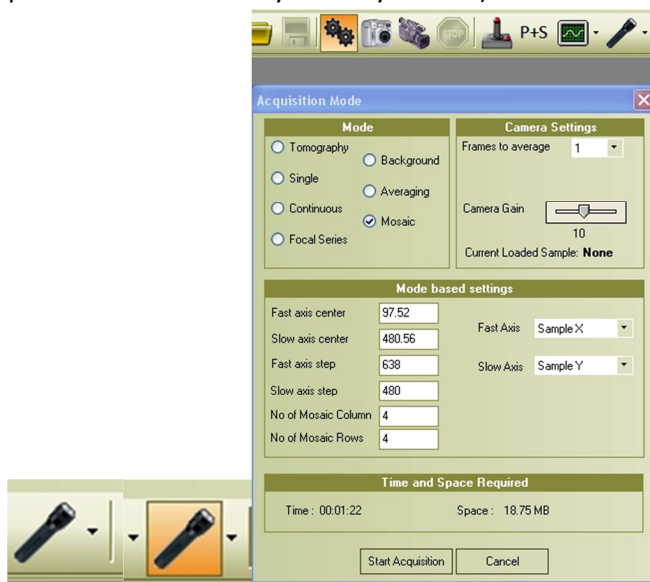 STOP P+S
Acquisition Mode
Mode
Tomography
Background
Single
Averaging
Continuous
Mosaic
Focal Series
Camera Settings
Frames to average 1
Camera Gain
10
Current Loaded Sample: None
Mode based settings
Fast axis center 97.52
Slow axis center 480.56
Fast axis step 638
Slow axis step 480
No of Mosaic Column 4
No of Mosaic Rows 4
Fast Axis Sample X
Slow Axis Sample Y
Time and Space Required
Time : 00:01:22 Space : 18.75 MB
Start Acquisition Cancel